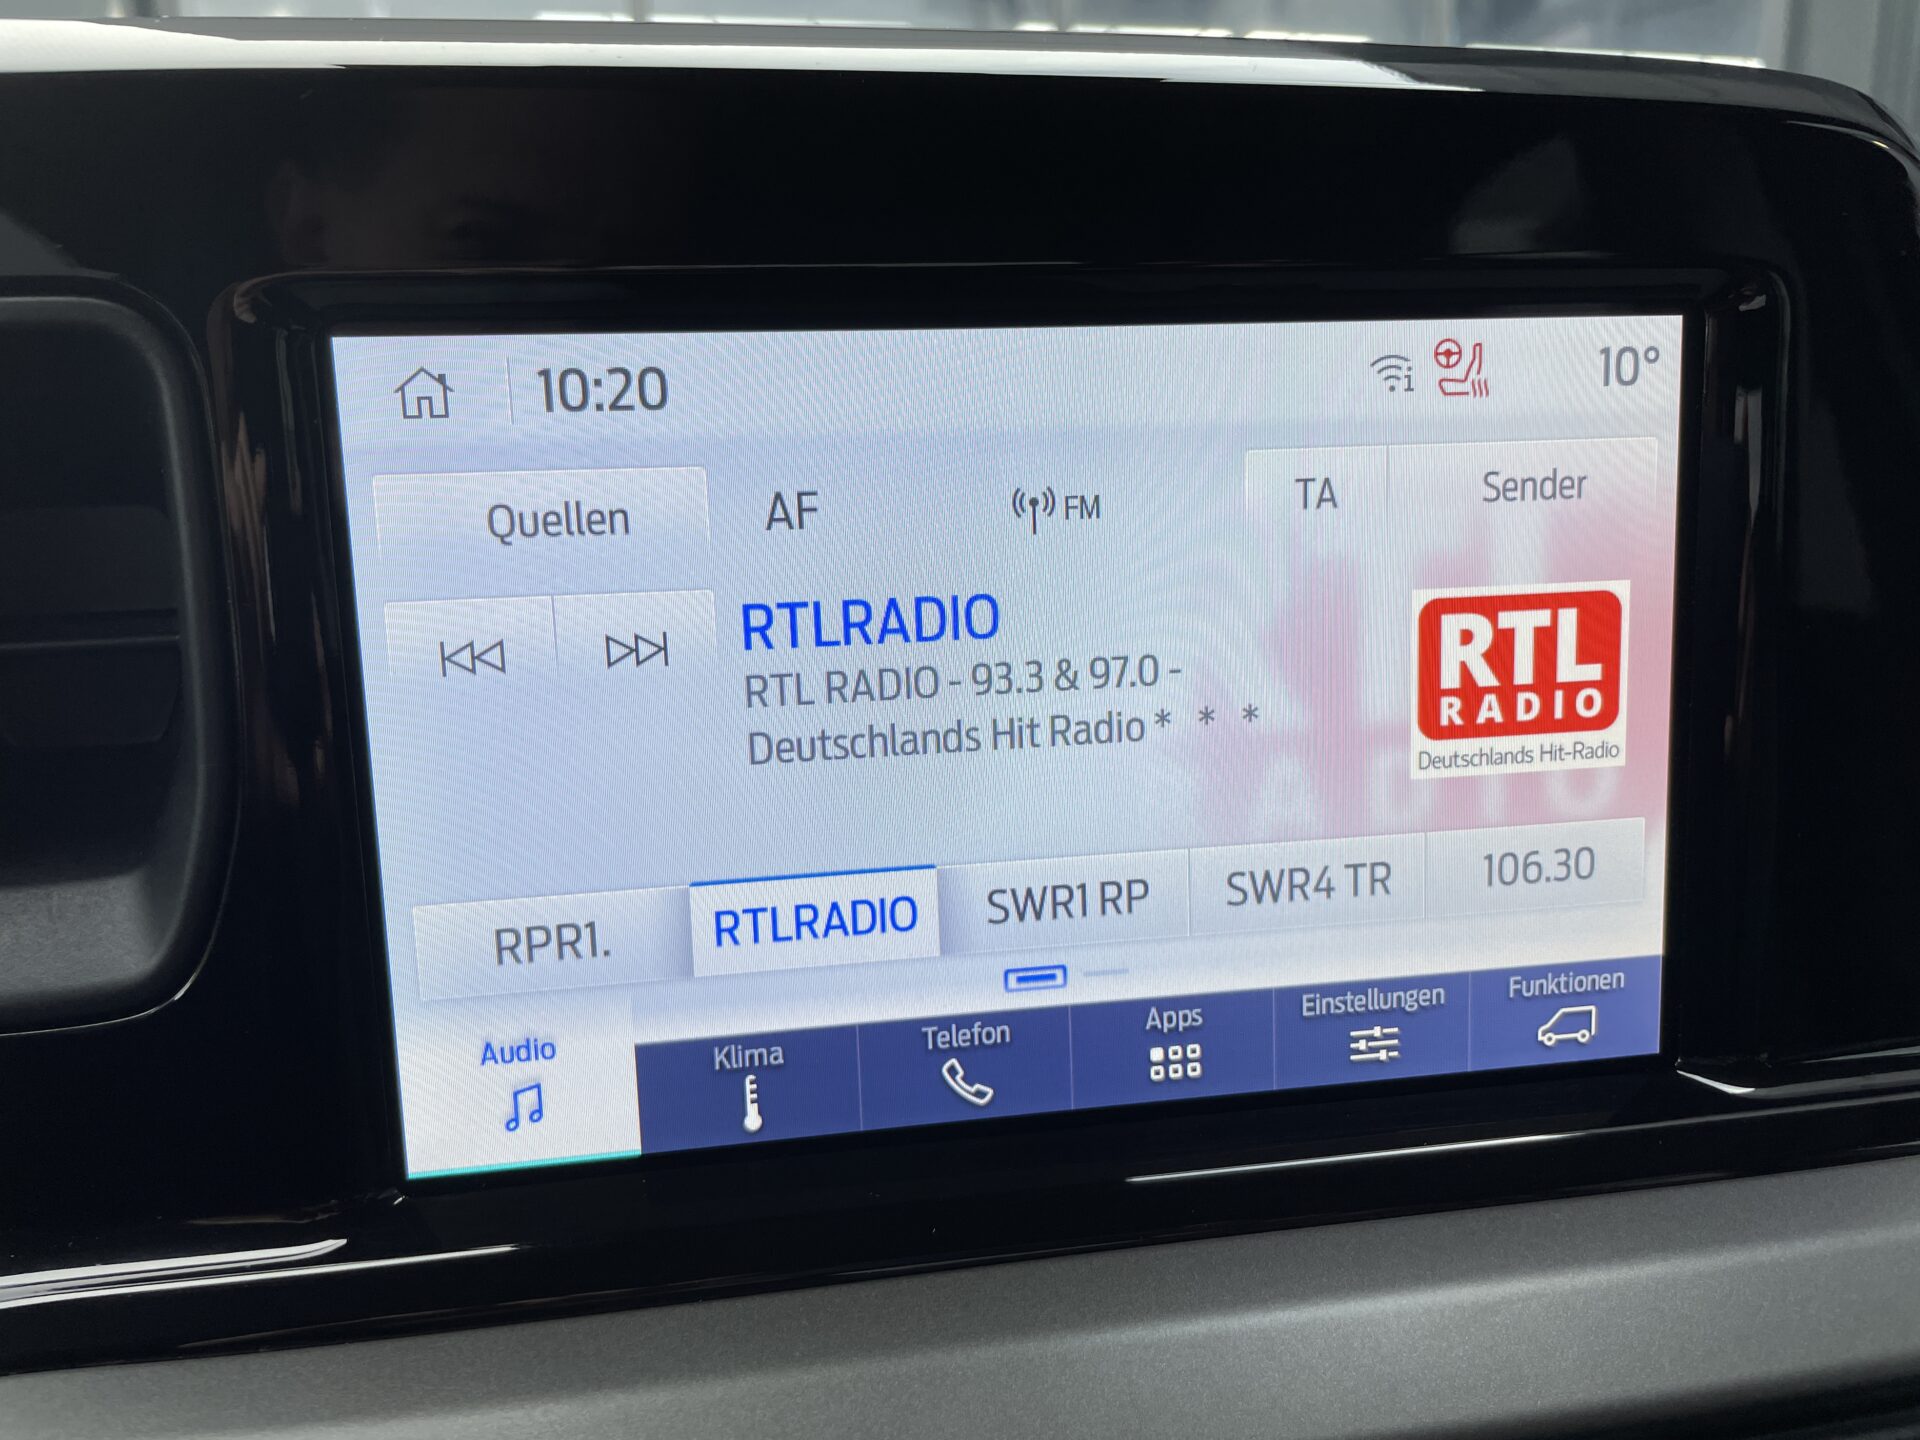 10:20
10°
Quellen
AF
FM
TA
Sender
RTLRADIO
RTL RADIO - 93.3 & 97.0 -
Deutschlands Hit Radio * * *
RTL
RADIO
Deutschlands Hit-Radio
RPR1.
RTLRADIO
SWR1 RP
SWR4 TR
106.30
Audio
Klima
Telefon
Apps
Einstellungen
Funktionen